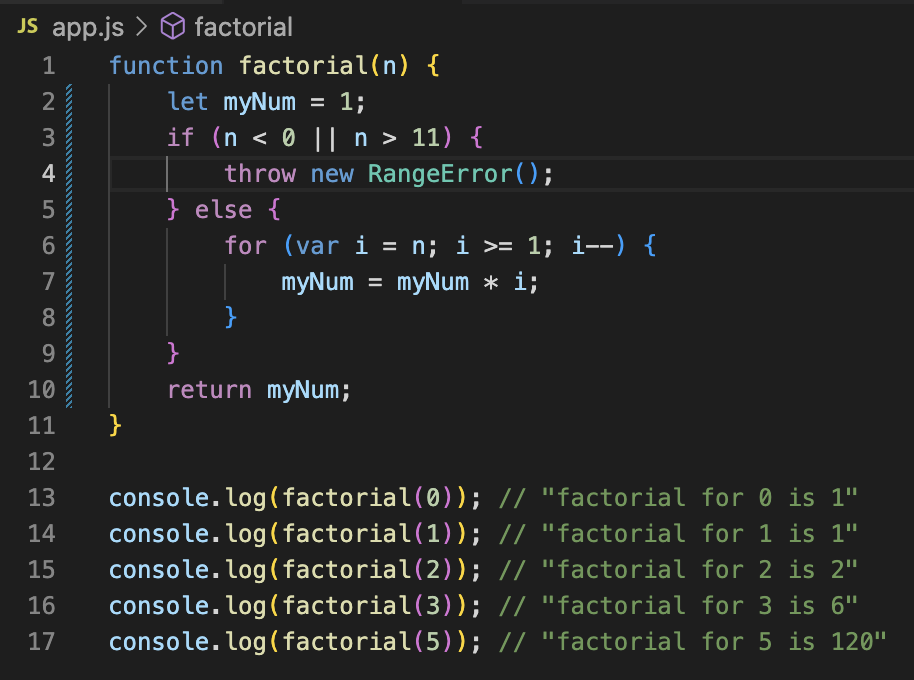 JS app.js > factorial
1 function factorial(n) {
2     let myNum = 1;
3     if (n < 0 || n > 11) {
4         throw new RangeError();
5     } else {
6         for (var i = n; i >= 1; i--) {
7             myNum = myNum * i;
8         }
9     }
10     return myNum;
11 }
12
13 console.log(factorial(0)); // "factorial for 0 is 1"
14 console.log(factorial(1)); // "factorial for 1 is 1"
15 console.log(factorial(2)); // "factorial for 2 is 2"
16 console.log(factorial(3)); // "factorial for 3 is 6"
17 console.log(factorial(5)); // "factorial for 5 is 120"